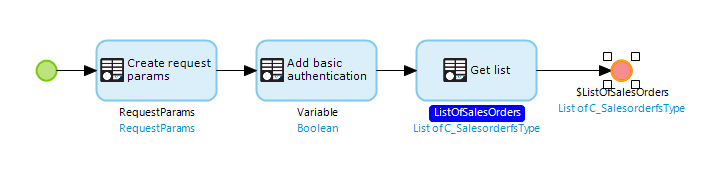 Create request
params
RequestParams
RequestParams
Add basic
authentication
Variable
Boolean
Get list
ListOfSalesOrders
List of C_SalesorderfsType
$ListOfSalesOrders
List of C_SalesorderfsType